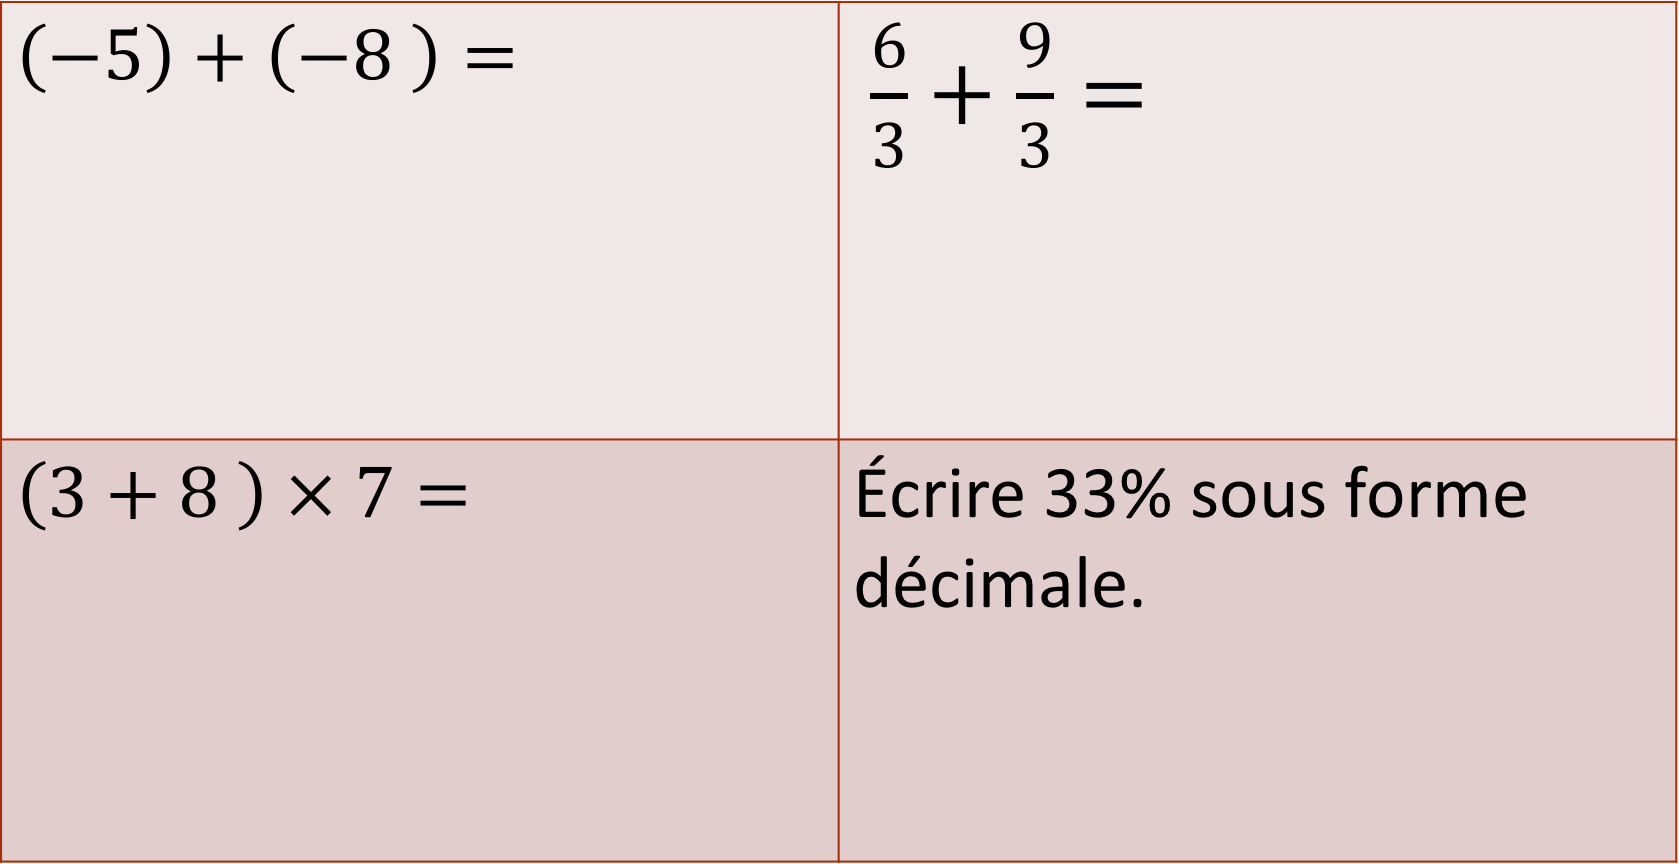 (−5) + (−8 ) =
6/3 + 9/3 =
(3 + 8 ) × 7 =
Écrire 33% sous forme
décimale.